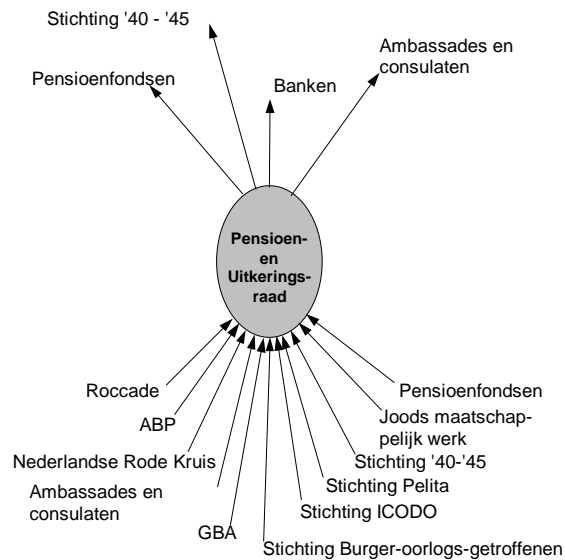 Stichting '40 - '45
Ambassades en
consulaten
Pensioenfondsen
Banken
Pensioen-
en
Uitkerings-
raad
Roccade
Pensioenfondsen
ABP
Joods maatschap-
pelijk werk
Nederlandse Rode Kruis
Stichting '40-'45
Ambassades en
consulaten
Stichting Pelita
Stichting ICODO
GBA
Stichting Burger-oorlogs-getroffenen